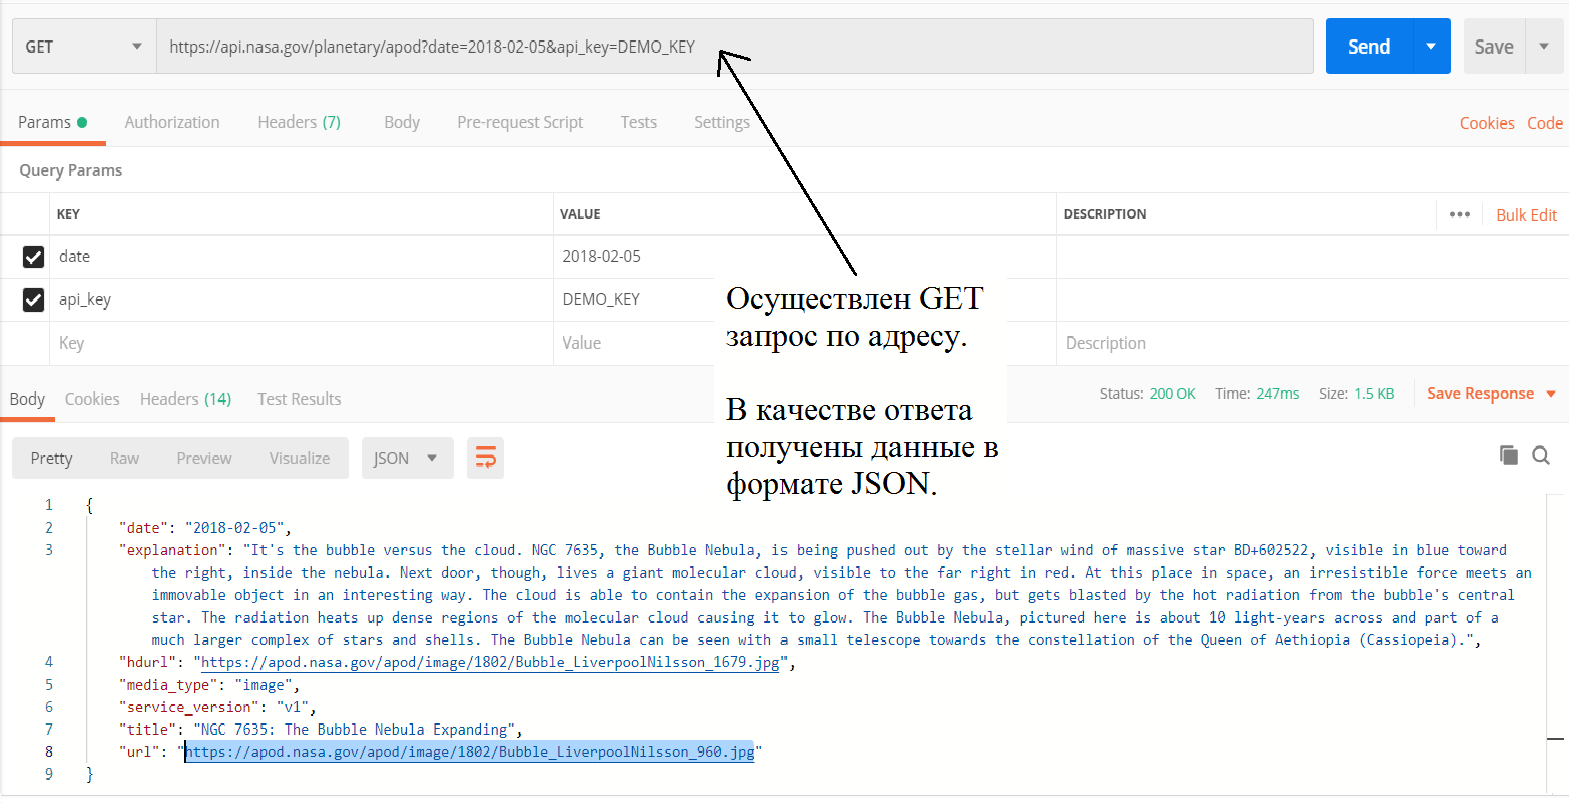 GET https://api.nasa.gov/planetary/apod?date=2018-02-05&api_key=DEMO_KEY Send Save
Params Authorization Headers (7) Body Pre-request Script Tests Settings Cookies Code
Query Params
KEY VALUE DESCRIPTION ••• Bulk Edit
date 2018-02-05
api_key DEMO_KEY
Key Value Description
Осуществлен GET
запрос по адресу.
В качестве ответа
получены данные в
формате JSON.
Body Cookies Headers (14) Test Results Status: 200 OK Time: 247ms Size: 1.5 KB Save Response
Pretty Raw Preview Visualize JSON
1 {
2 "date": "2018-02-05",
3 "explanation": "It's the bubble versus the cloud. NGC 7635, the Bubble Nebula, is being pushed out by the stellar wind of massive star BD+602522, visible in blue toward
the right, inside the nebula. Next door, though, lives a giant molecular cloud, visible to the far right in red. At this place in space, an irresistible force meets an
immovable object in an interesting way. The cloud is able to contain the expansion of the bubble gas, but gets blasted by the hot radiation from the bubble's central
star. The radiation heats up dense regions of the molecular cloud causing it to glow. The Bubble Nebula, pictured here is about 10 light-years across and part of a
much larger complex of stars and shells. The Bubble Nebula can be seen with a small telescope towards the constellation of the Queen of Aethiopia (Cassiopeia).",
4 "hdurl": "https://apod.nasa.gov/apod/image/1802/Bubble_LiverpoolNilsson_1679.jpg",
5 "media_type": "image",
6 "service_version": "v1",
7 "title": "NGC 7635: The Bubble Nebula Expanding",
8 "url": "https://apod.nasa.gov/apod/image/1802/Bubble_LiverpoolNilsson_960.jpg"
9 }